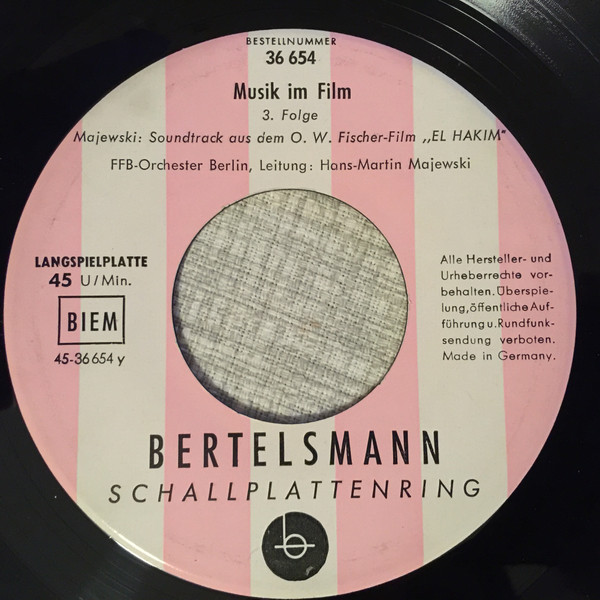 BESTELLNUMMER
36 654
Musik im Film
3. Folge
Majewski: Soundtrack aus dem O. W. Fischer-Film „EL HAKIM"
FFB-Orchester Berlin, Leitung: Hans-Martin Majewski
LANGSPIELPLATTE
45 U/Min.
BIEM
45-36 654 y
Alle Hersteller- und
Urheberrechte vor-
behalten. Überspie-
lung, öffentliche Auf-
führung u. Rundfunk-
sendung verboten.
Made in Germany.
BERTELSMANN
SCHALLPLATTENRING
b